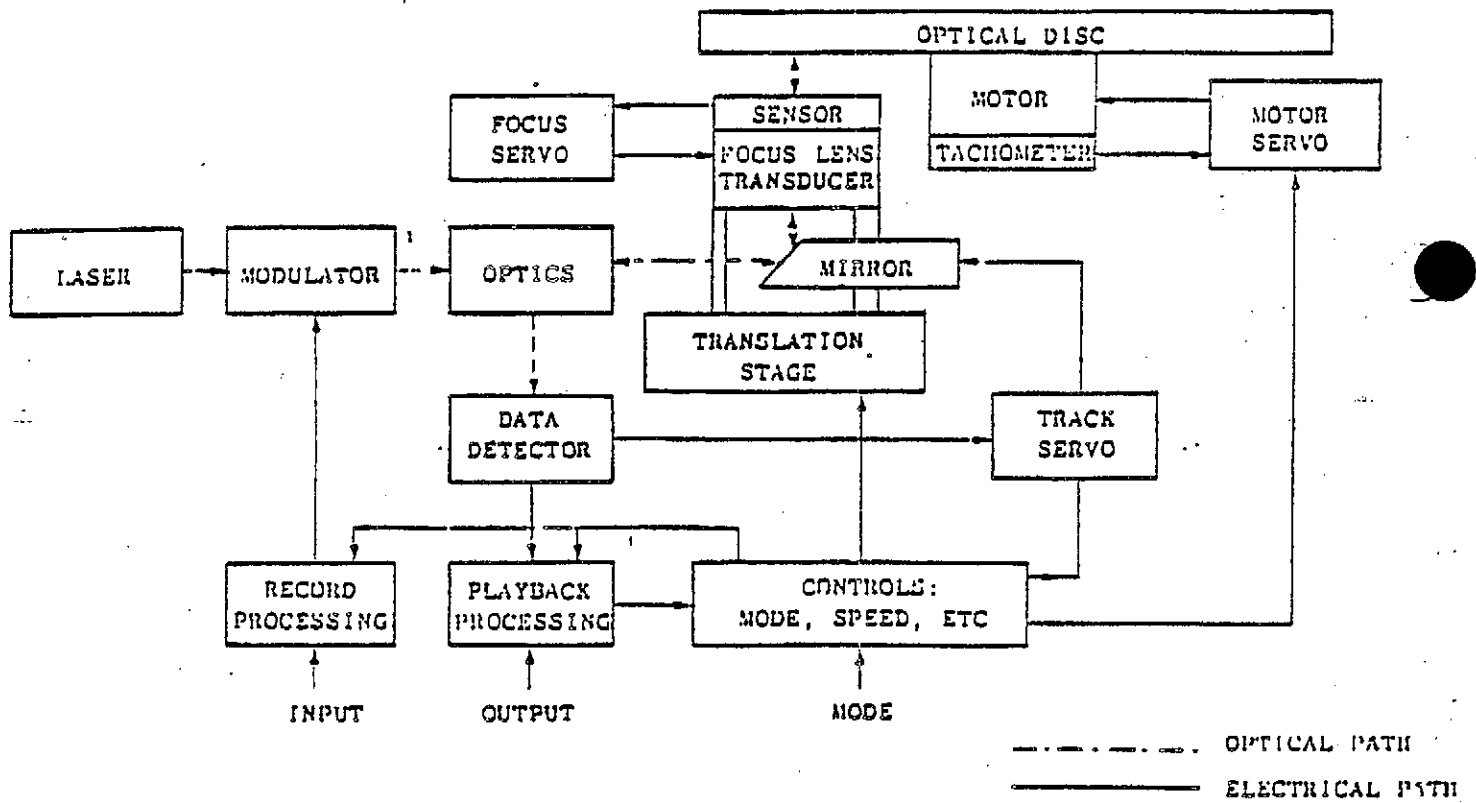 OPTICAL DISC
MOTOR
TACHOMETER
MOTOR
SERVO
FOCUS
SERVO
SENSOR
FOCUS LENS
TRANSDUCER
LASER
MODULATOR
OPTICS
MIRROR
TRANSLATION
STAGE
DATA
DETECTOR
TRACK
SERVO
RECORD
PROCESSING
PLAYBACK
PROCESSING
CONTROLS:
MODE, SPEED, ETC
INPUT
OUTPUT
MODE
OPTICAL PATH
ELECTRICAL PATH